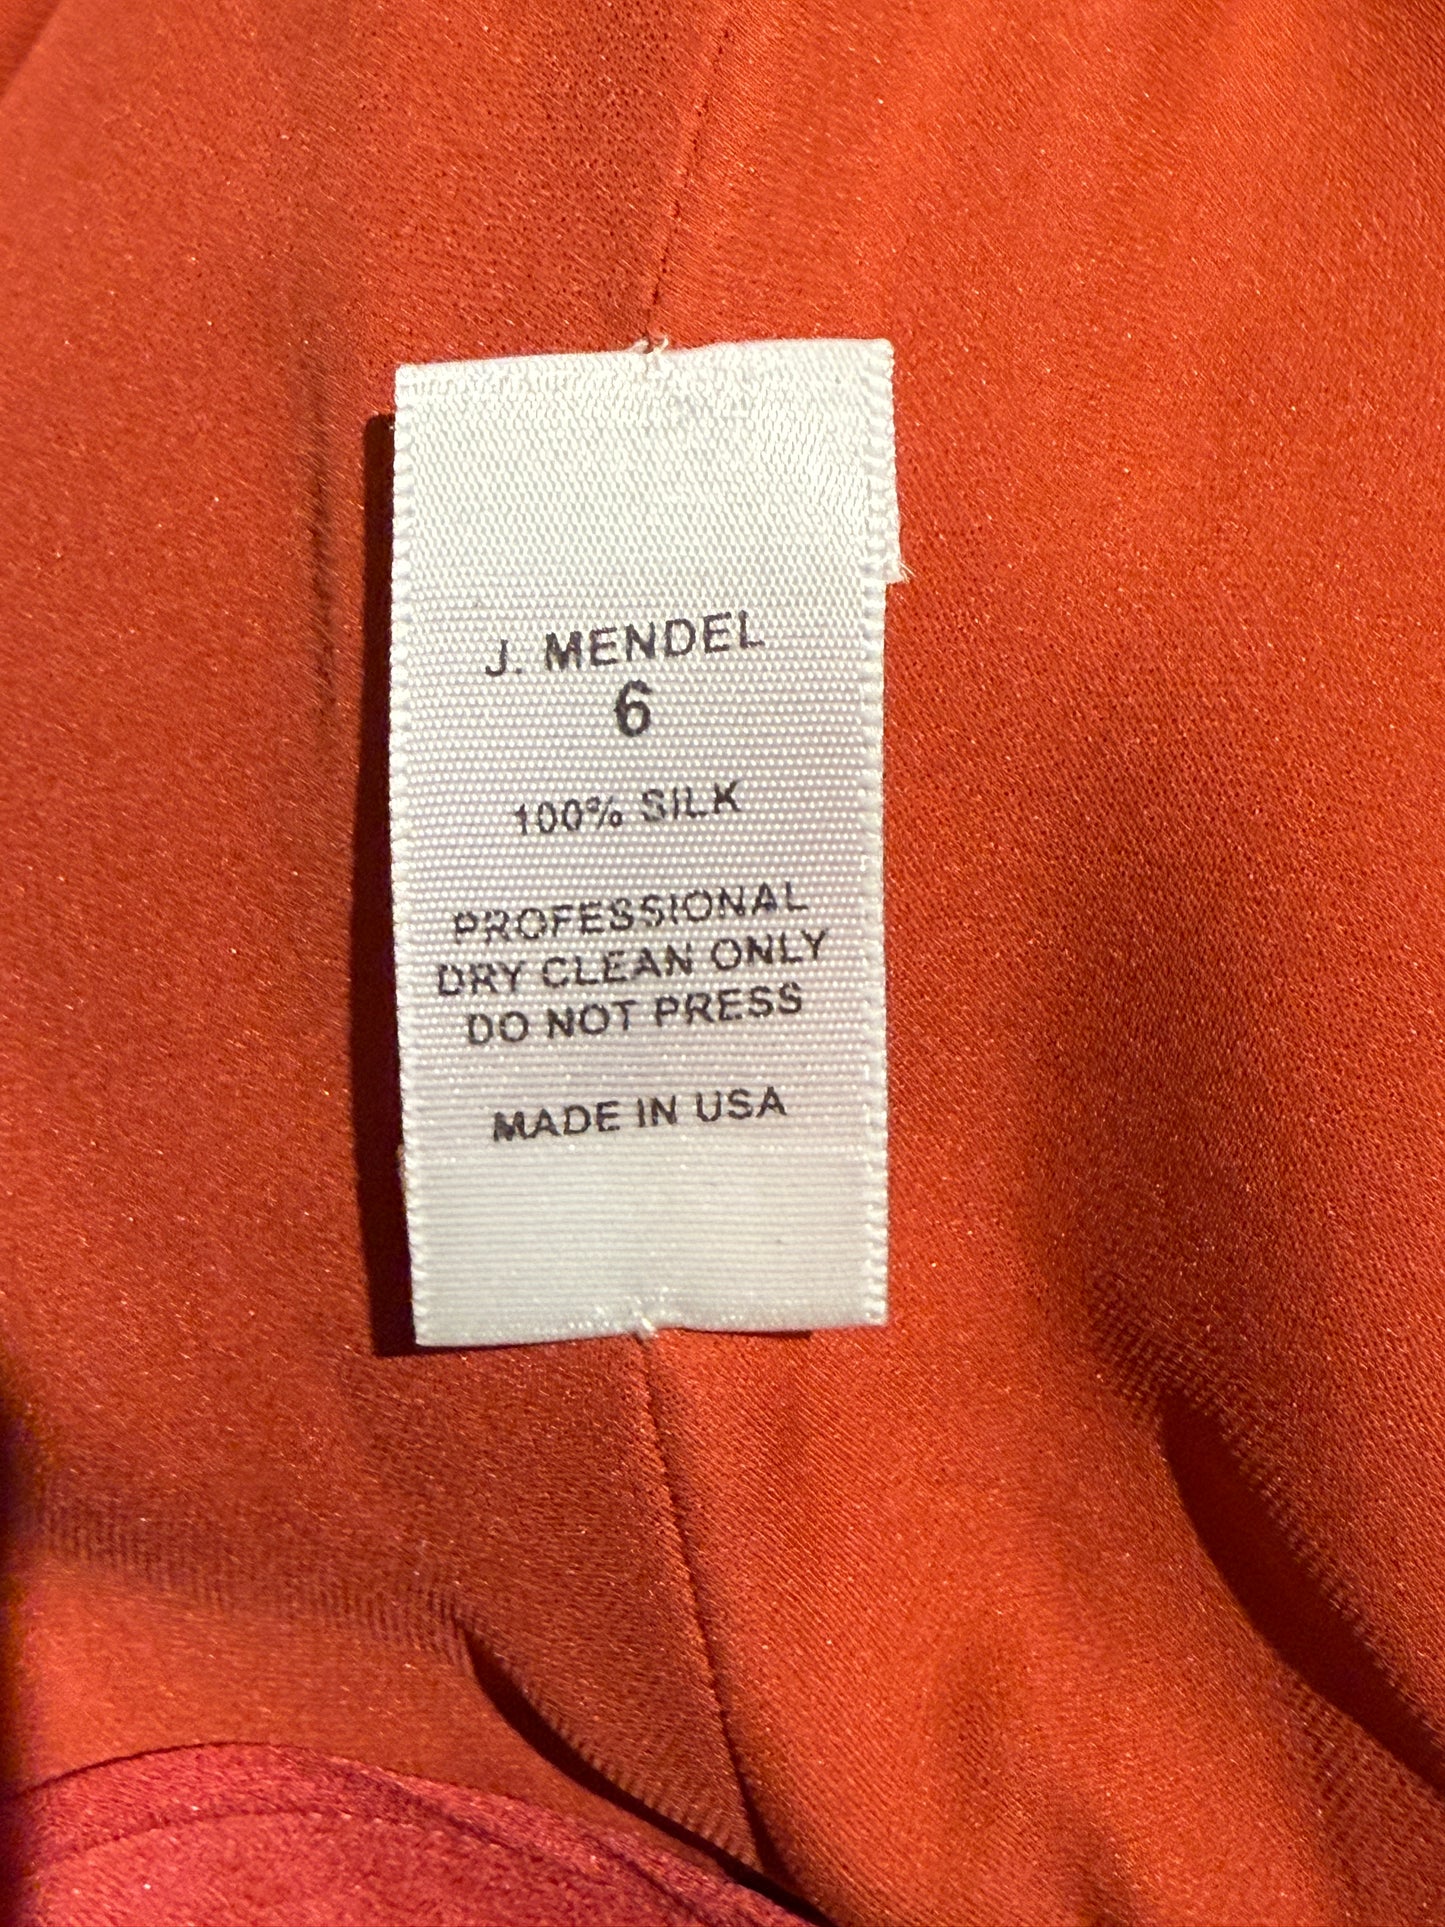 J. MENDEL
6
100% SILK
PROFESSIONAL
DRY CLEAN ONLY
DO NOT PRESS
MADE IN USA